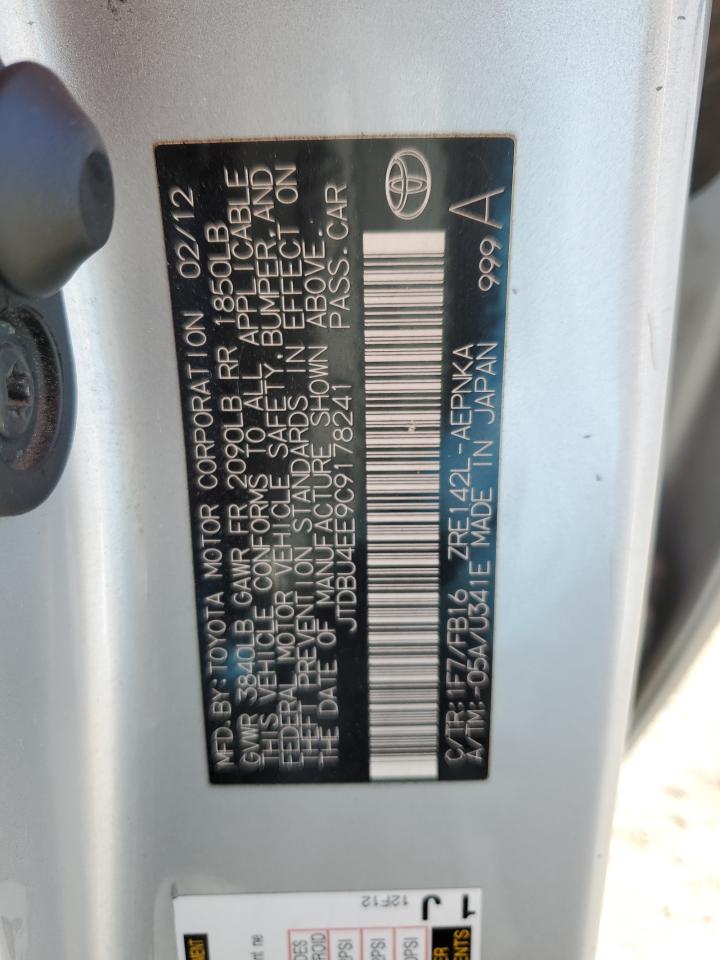 MFD BY: TOYOTA MOTOR CORPORATION 02/12
GVWR 3840LB GAWR FR 2090LB RR 1850LB
THIS VEHICLE CONFORMS TO ALL APPLICABLE
FEDERAL MOTOR VEHICLE SAFETY, BUMPER, AND
THEFT PREVENTION STANDARDS IN EFFECT ON
THE DATE OF MANUFACTURE SHOWN ABOVE.
JTDBU4EE9C9178241 PASS. CAR
C/TR: 1F7/FB16 ZRE142L-AEPNKA
A/TM: -05A/U341E MADE IN JAPAN 999 A
1 J
12F12